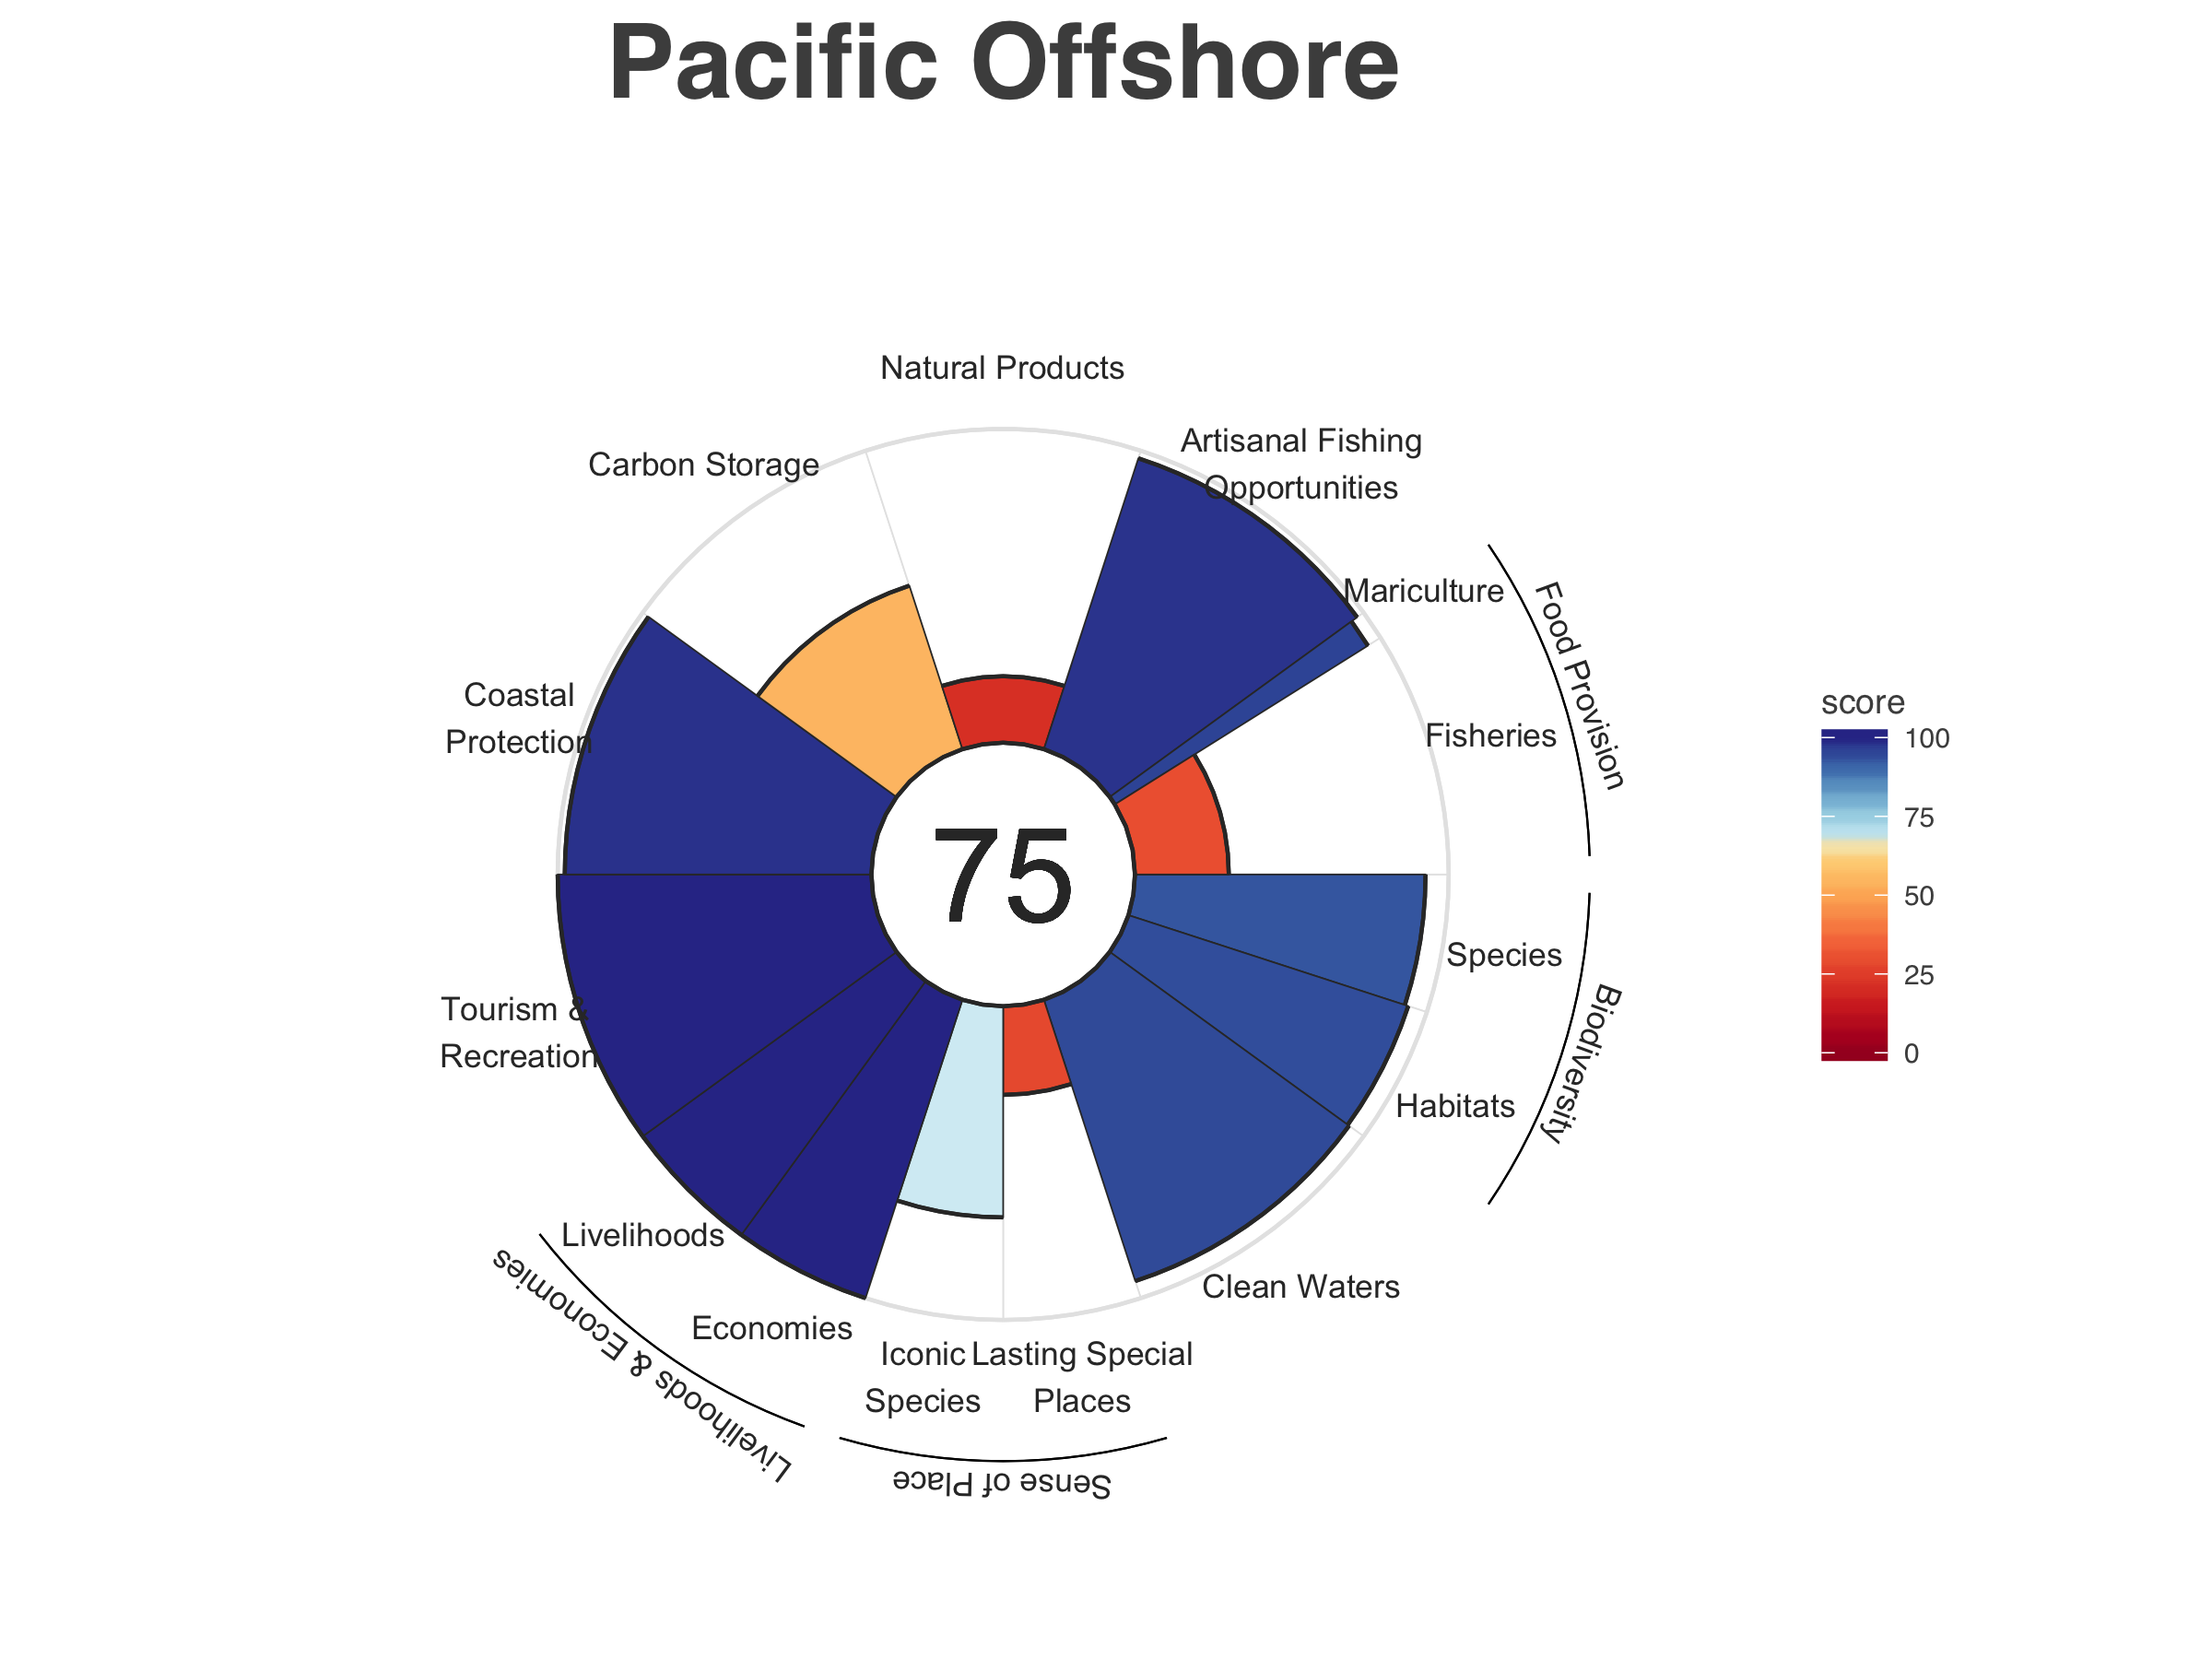 Pacific Offshore
Natural Products
Artisanal Fishing
Opportunities
Carbon Storage
Mariculture
Food Provision
Fisheries
Coastal
Protection
score
100
75
50
25
0
75
Species
Biodiversity
Habitats
Tourism &
Recreation
Livelihoods
Clean Waters
Economies
Livelihoods & Economies
Iconic
Species
Lasting Special
Places
Sense of Place